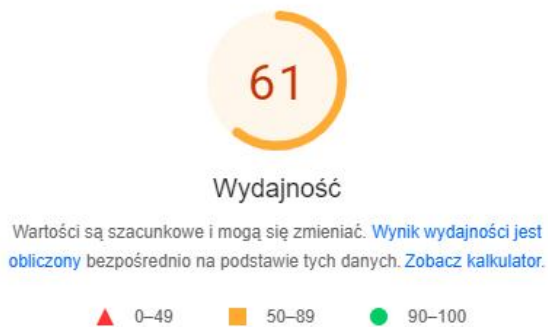 61
Wydajność
Wartości są szacunkowe i mogą się zmieniać. Wynik wydajności jest
obliczony bezpośrednio na podstawie tych danych. Zobacz kalkulator.
0–49 50–89 90–100